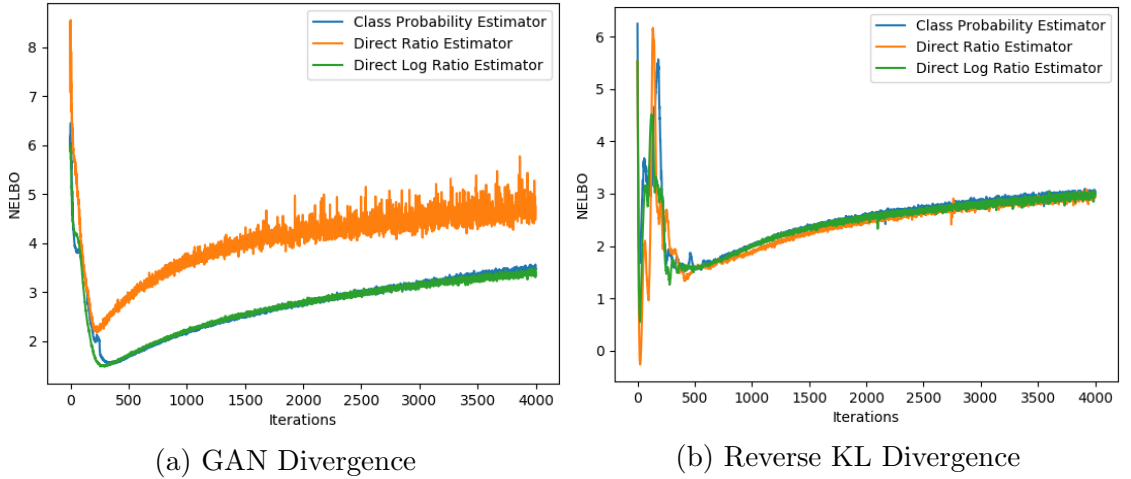 Class Probability Estimator
Direct Ratio Estimator
Direct Log Ratio Estimator
NELBO
8
7
6
5
4
3
2
0
500
1000
1500
2000
2500
3000
3500
4000
Iterations
(a) GAN Divergence
Class Probability Estimator
Direct Ratio Estimator
Direct Log Ratio Estimator
NELBO
6
5
4
3
2
1
0
0
500
1000
1500
2000
2500
3000
3500
4000
Iterations
(b) Reverse KL Divergence